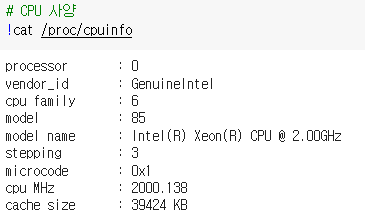 # CPU 사양
!cat /proc/cpuinfo
processor : 0
vendor_id : GenuineIntel
cpu family : 6
model : 85
model name : Intel(R) Xeon(R) CPU @ 2.00GHz
stepping : 3
microcode : 0x1
cpu MHz : 2000.138
cache size : 39424 KB